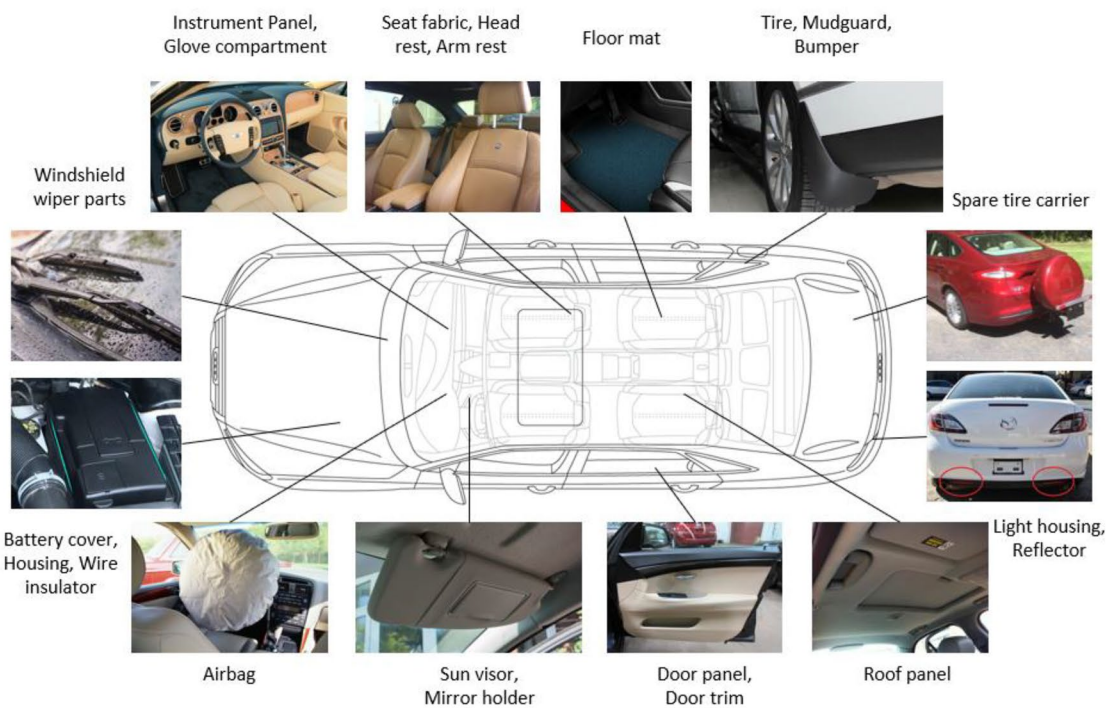 Instrument Panel,
Glove compartment
Seat fabric, Head
rest, Arm rest
Floor mat
Tire, Mudguard,
Bumper
Windshield
wiper parts
Spare tire carrier
Battery cover,
Housing, Wire
insulator
Light housing,
Reflector
Airbag
Sun visor,
Mirror holder
Door panel,
Door trim
Roof panel